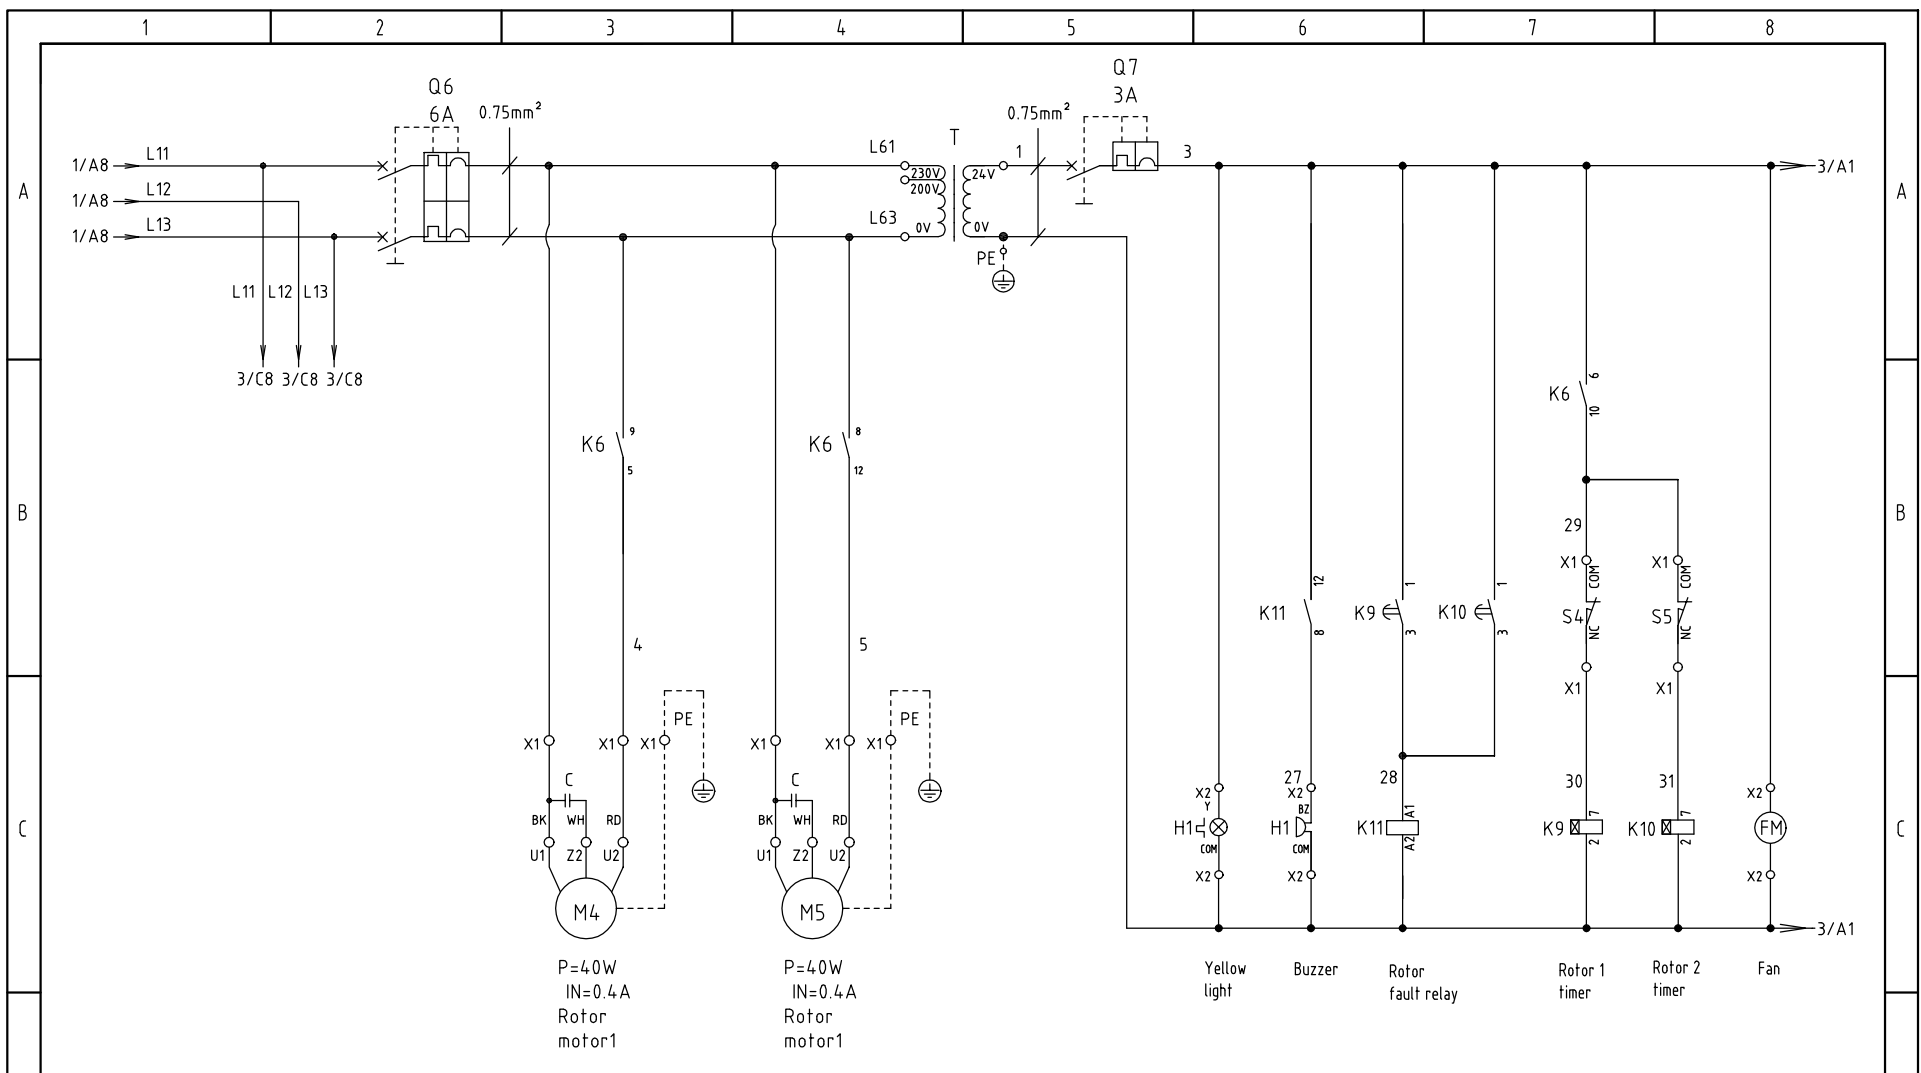 1 2 3 4 5 6 7 8
A A
B B
C C
Q6
6A
0.75mm²
1/A8 L11
1/A8 L12
1/A8 L13
L11 L12 L13
3/C8 3/C8 3/C8
L61
230V
200V
L63
0V
T
24V
0V
1
PE
0.75mm²
Q7
3A
3
3/A1
K6 9
5
4
K6 8
12
5
X1 X1 X1
PE
C
BK WH RD
U1 Z2 U2
M4
P=40W
IN=0.4A
Rotor
motor1
X1 X1 X1
PE
C
BK WH RD
U1 Z2 U2
M5
P=40W
IN=0.4A
Rotor
motor1
X2
Y
H1
COM
X2
Yellow
light
12
K11
8
27
X2
BZ
H1
COM
X2
Buzzer
1
K9
3
1
K10
3
28
A1
K11
A2
Rotor
fault relay
6
K6
10
29
X1
COM
S4
NC
X1
30
7
K9
2
Rotor 1
timer
X1
COM
S5
NC
X1
31
7
K10
2
Rotor 2
timer
X2
FM
X2
Fan
3/A1